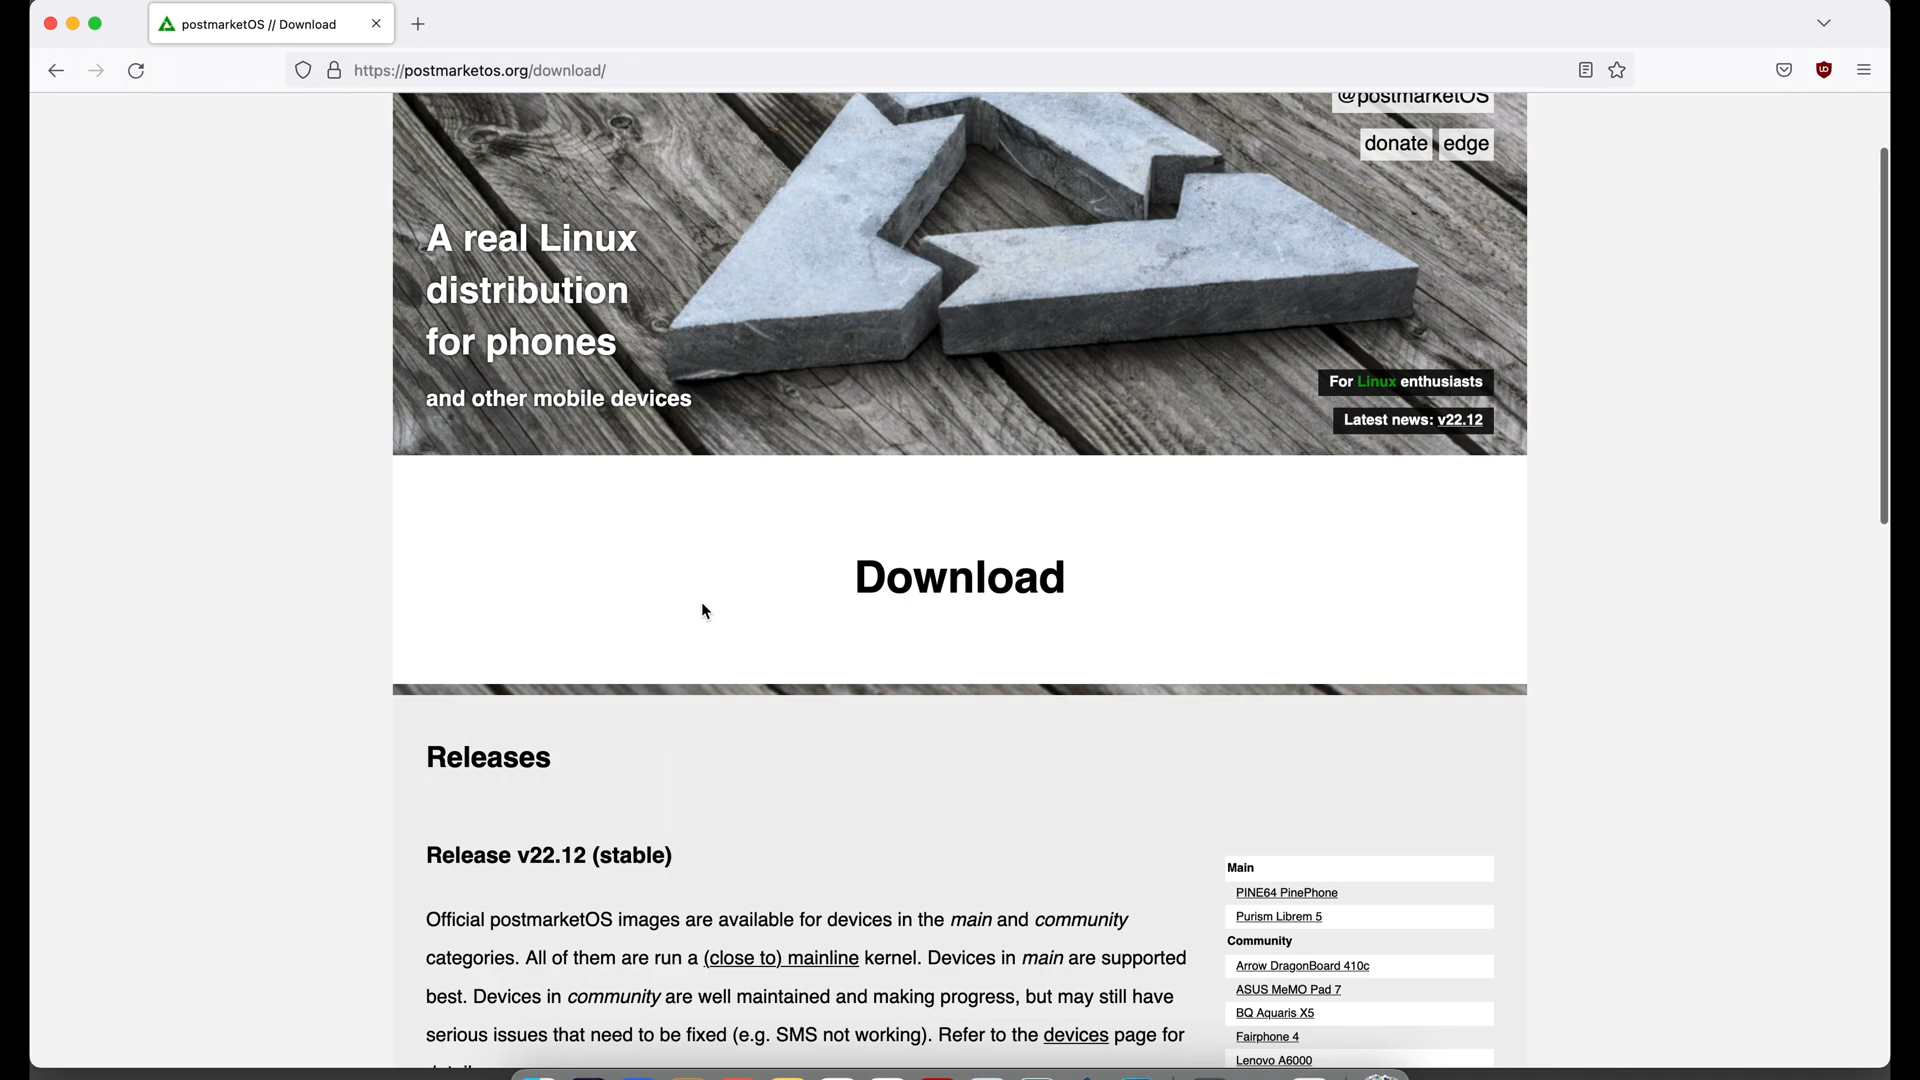 postmarketOS // Download
https://postmarketos.org/download/
@postmarketOS
donate edge
A real Linux
distribution
for phones
and other mobile devices
For Linux enthusiasts
Latest news: v22.12
Download
Releases
Release v22.12 (stable)
Official postmarketOS images are available for devices in the main and community
categories. All of them are run a (close to) mainline kernel. Devices in main are supported
best. Devices in community are well maintained and making progress, but may still have
serious issues that need to be fixed (e.g. SMS not working). Refer to the devices page for
Main
PINE64 PinePhone
Purism Librem 5
Community
Arrow DragonBoard 410c
ASUS MeMO Pad 7
BQ Aquaris X5
Fairphone 4
Lenovo A6000